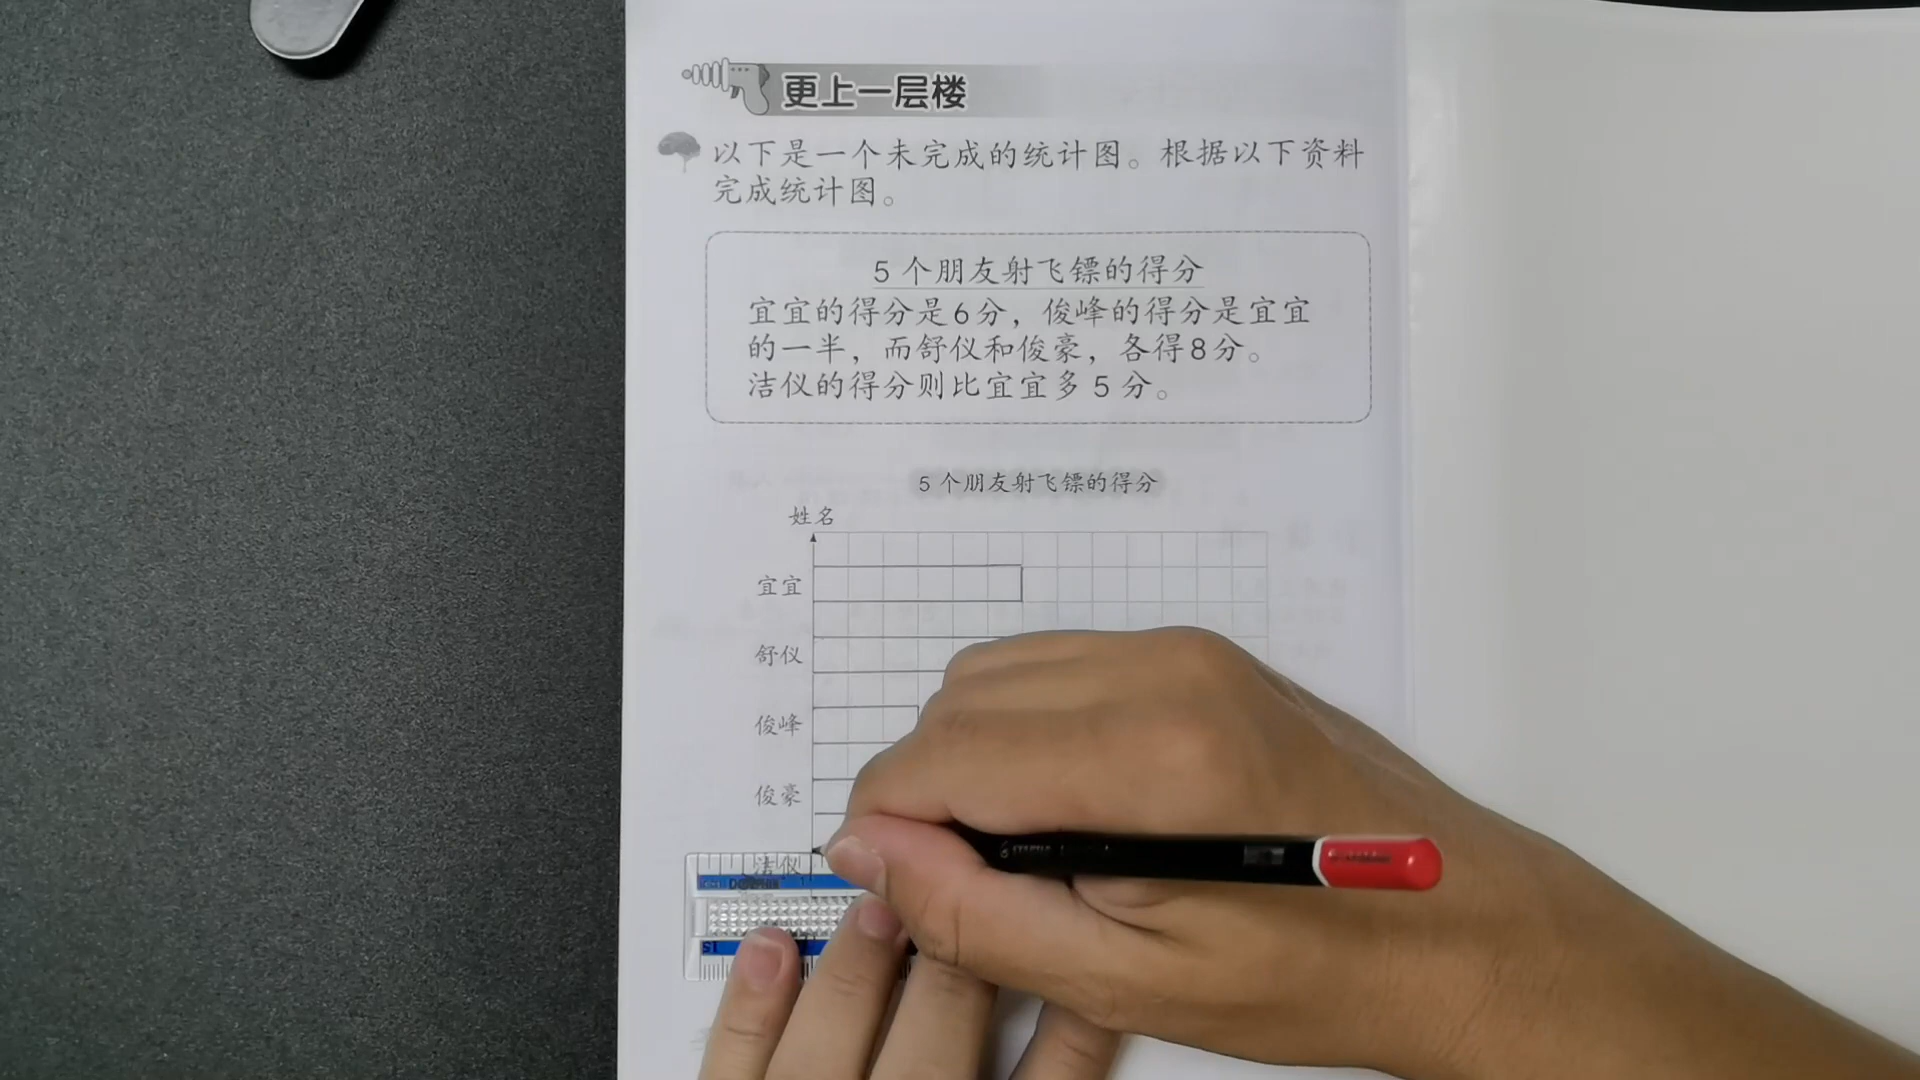 更上一层楼
以下是一个未完成的统计图。根据以下资料
完成统计图。
5 个朋友射飞镖的得分
宜宜的得分是6分，俊峰的得分是宜宜
的一半，而舒仪和俊豪，各得8分。
洁仪的得分则比宜宜多 5 分。
5 个朋友射飞镖的得分
姓名
宜宜
舒仪
俊峰
俊豪
洁仪